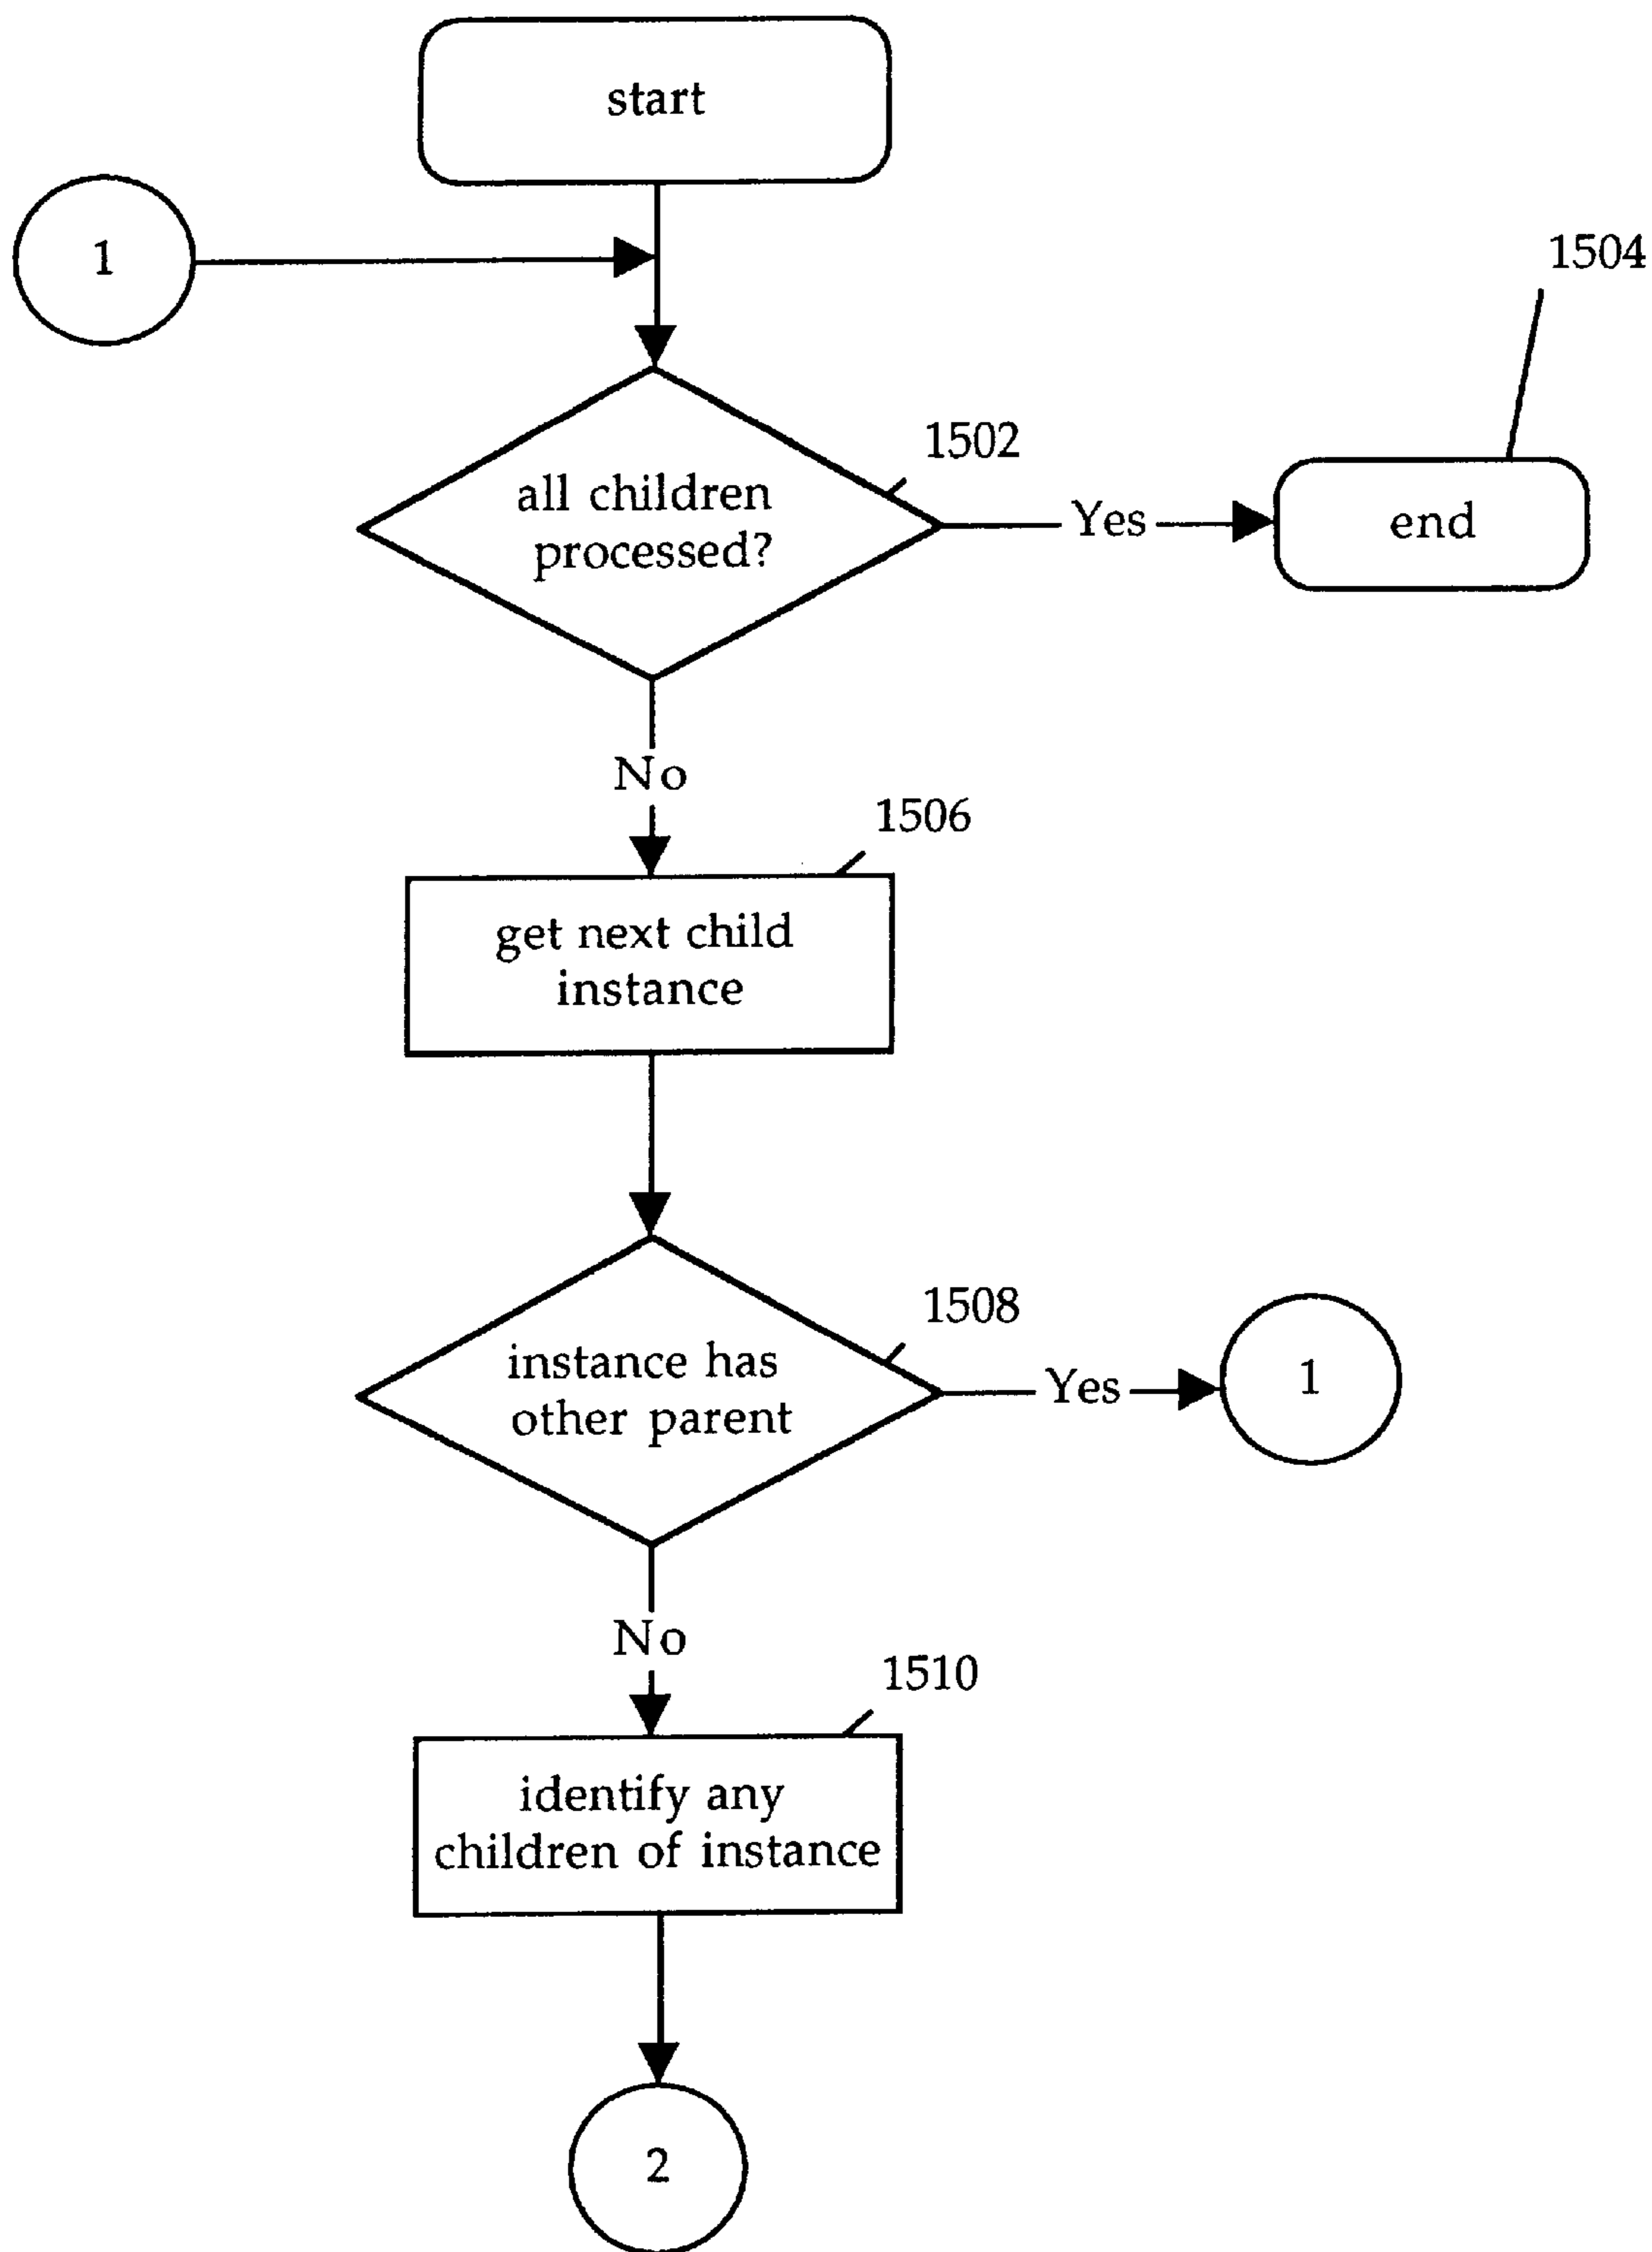 start
1
1504
1502
all children
processed?
Yes
end
No
1506
get next child
instance
1508
instance has
other parent
Yes
1
No
1510
identify any
children of instance
2